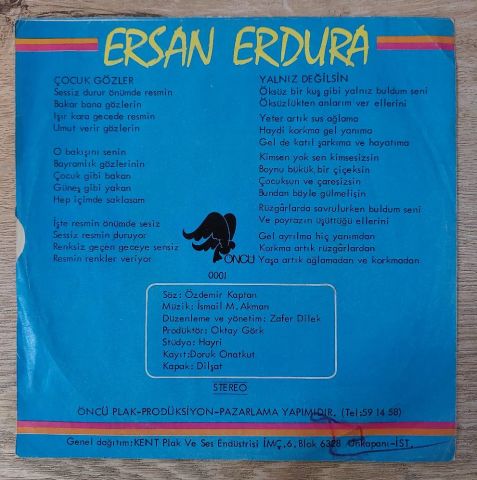 ERSAN ERDURA
ÇOCUK GÖZLER
Sessiz durur önümde resmin
Bakar bana gözlerin
Işır kara gecede resmin
Umut verir gözlerin
O bakışını senin
Bayramlık gözlerinin
Çocuk gibi bakan
Güneş gibi yakan
Hep içimde saklasam
İşte resmin önümde sesiz
Sessiz resmin duruyor
Renksiz geçen geceye sensiz
Resmin renkler veriyor
YALNIZ DEĞİLSİN
Öksüz bir kuş gibi yalnız buldum seni
Öksüzlükten anlarım ver ellerini
Yeter artık sus ağlama
Haydi korkma gel yanıma
Gel de katıl şarkıma ve hayatıma
Kimsen yok sen kimsesizsin
Boynu bükük bir çiçeksin
Çocuksun ve çaresizsin
Bundan böyle gülmelisin
Rüzgârlarda savrulurken buldum seni
Ve poyrazın üşüttüğü ellerini
Gel ayrılma hiç yanımdan
Korkma artık rüzgârlardan
Yaşa artık ağlamadan ve korkmadan
ÖNCÜ
0001
Söz: Özdemir Kaptan
Müzik: İsmail M. Akman
Düzenleme ve yönetim: Zafer Dilek
Prodüktör: Oktay Görk
Stüdyo: Hayri
Kayıt:Doruk Onatkut
Kapak: Dilşat
STEREO
ÖNCÜ PLAK-PRODÜKSİYON-PAZARLAMA YAPIMIDIR. (Tel:59 14 58)
Genel dağıtım:KENT Plak Ve Ses Endüstrisi İMÇ.6. Blok 6328 Unkapanı-İST.